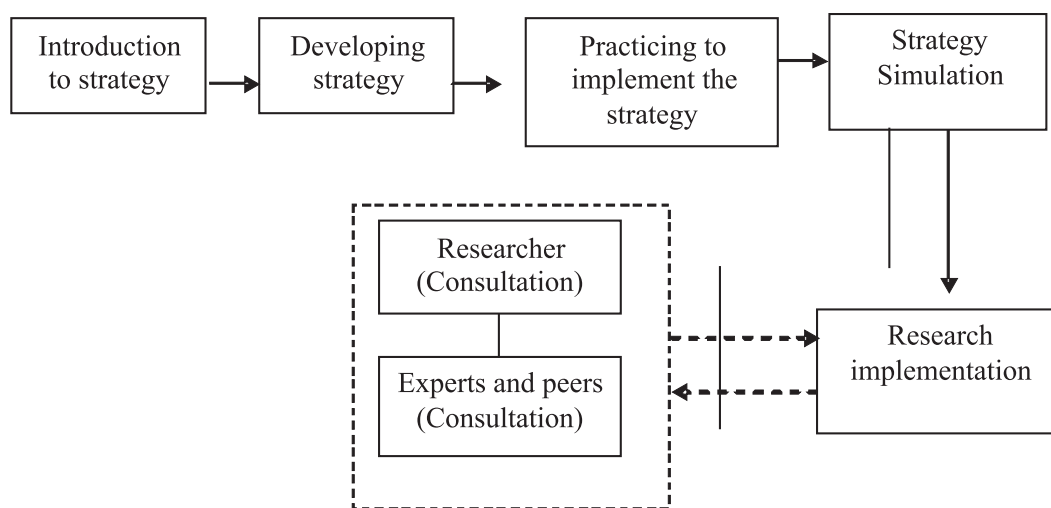 Introduction
to strategy
Developing
strategy
Practicing to
implement the
strategy
Strategy
Simulation
Researcher
(Consultation)
Experts and peers
(Consultation)
Research
implementation